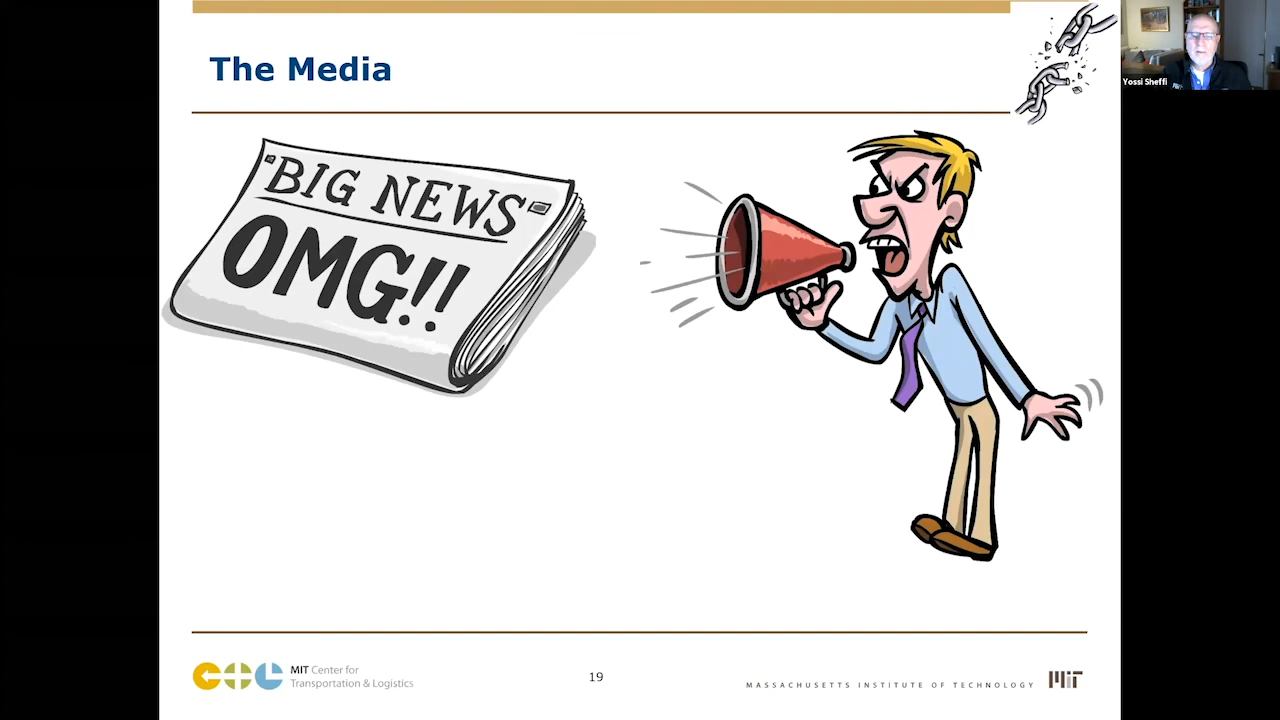 The Media
"BIG NEWS"
OMG!!
Yossi Sheffi
MIT Center for
Transportation & Logistics
19
MASSACHUSETTS INSTITUTE OF TECHNOLOGY
MIT